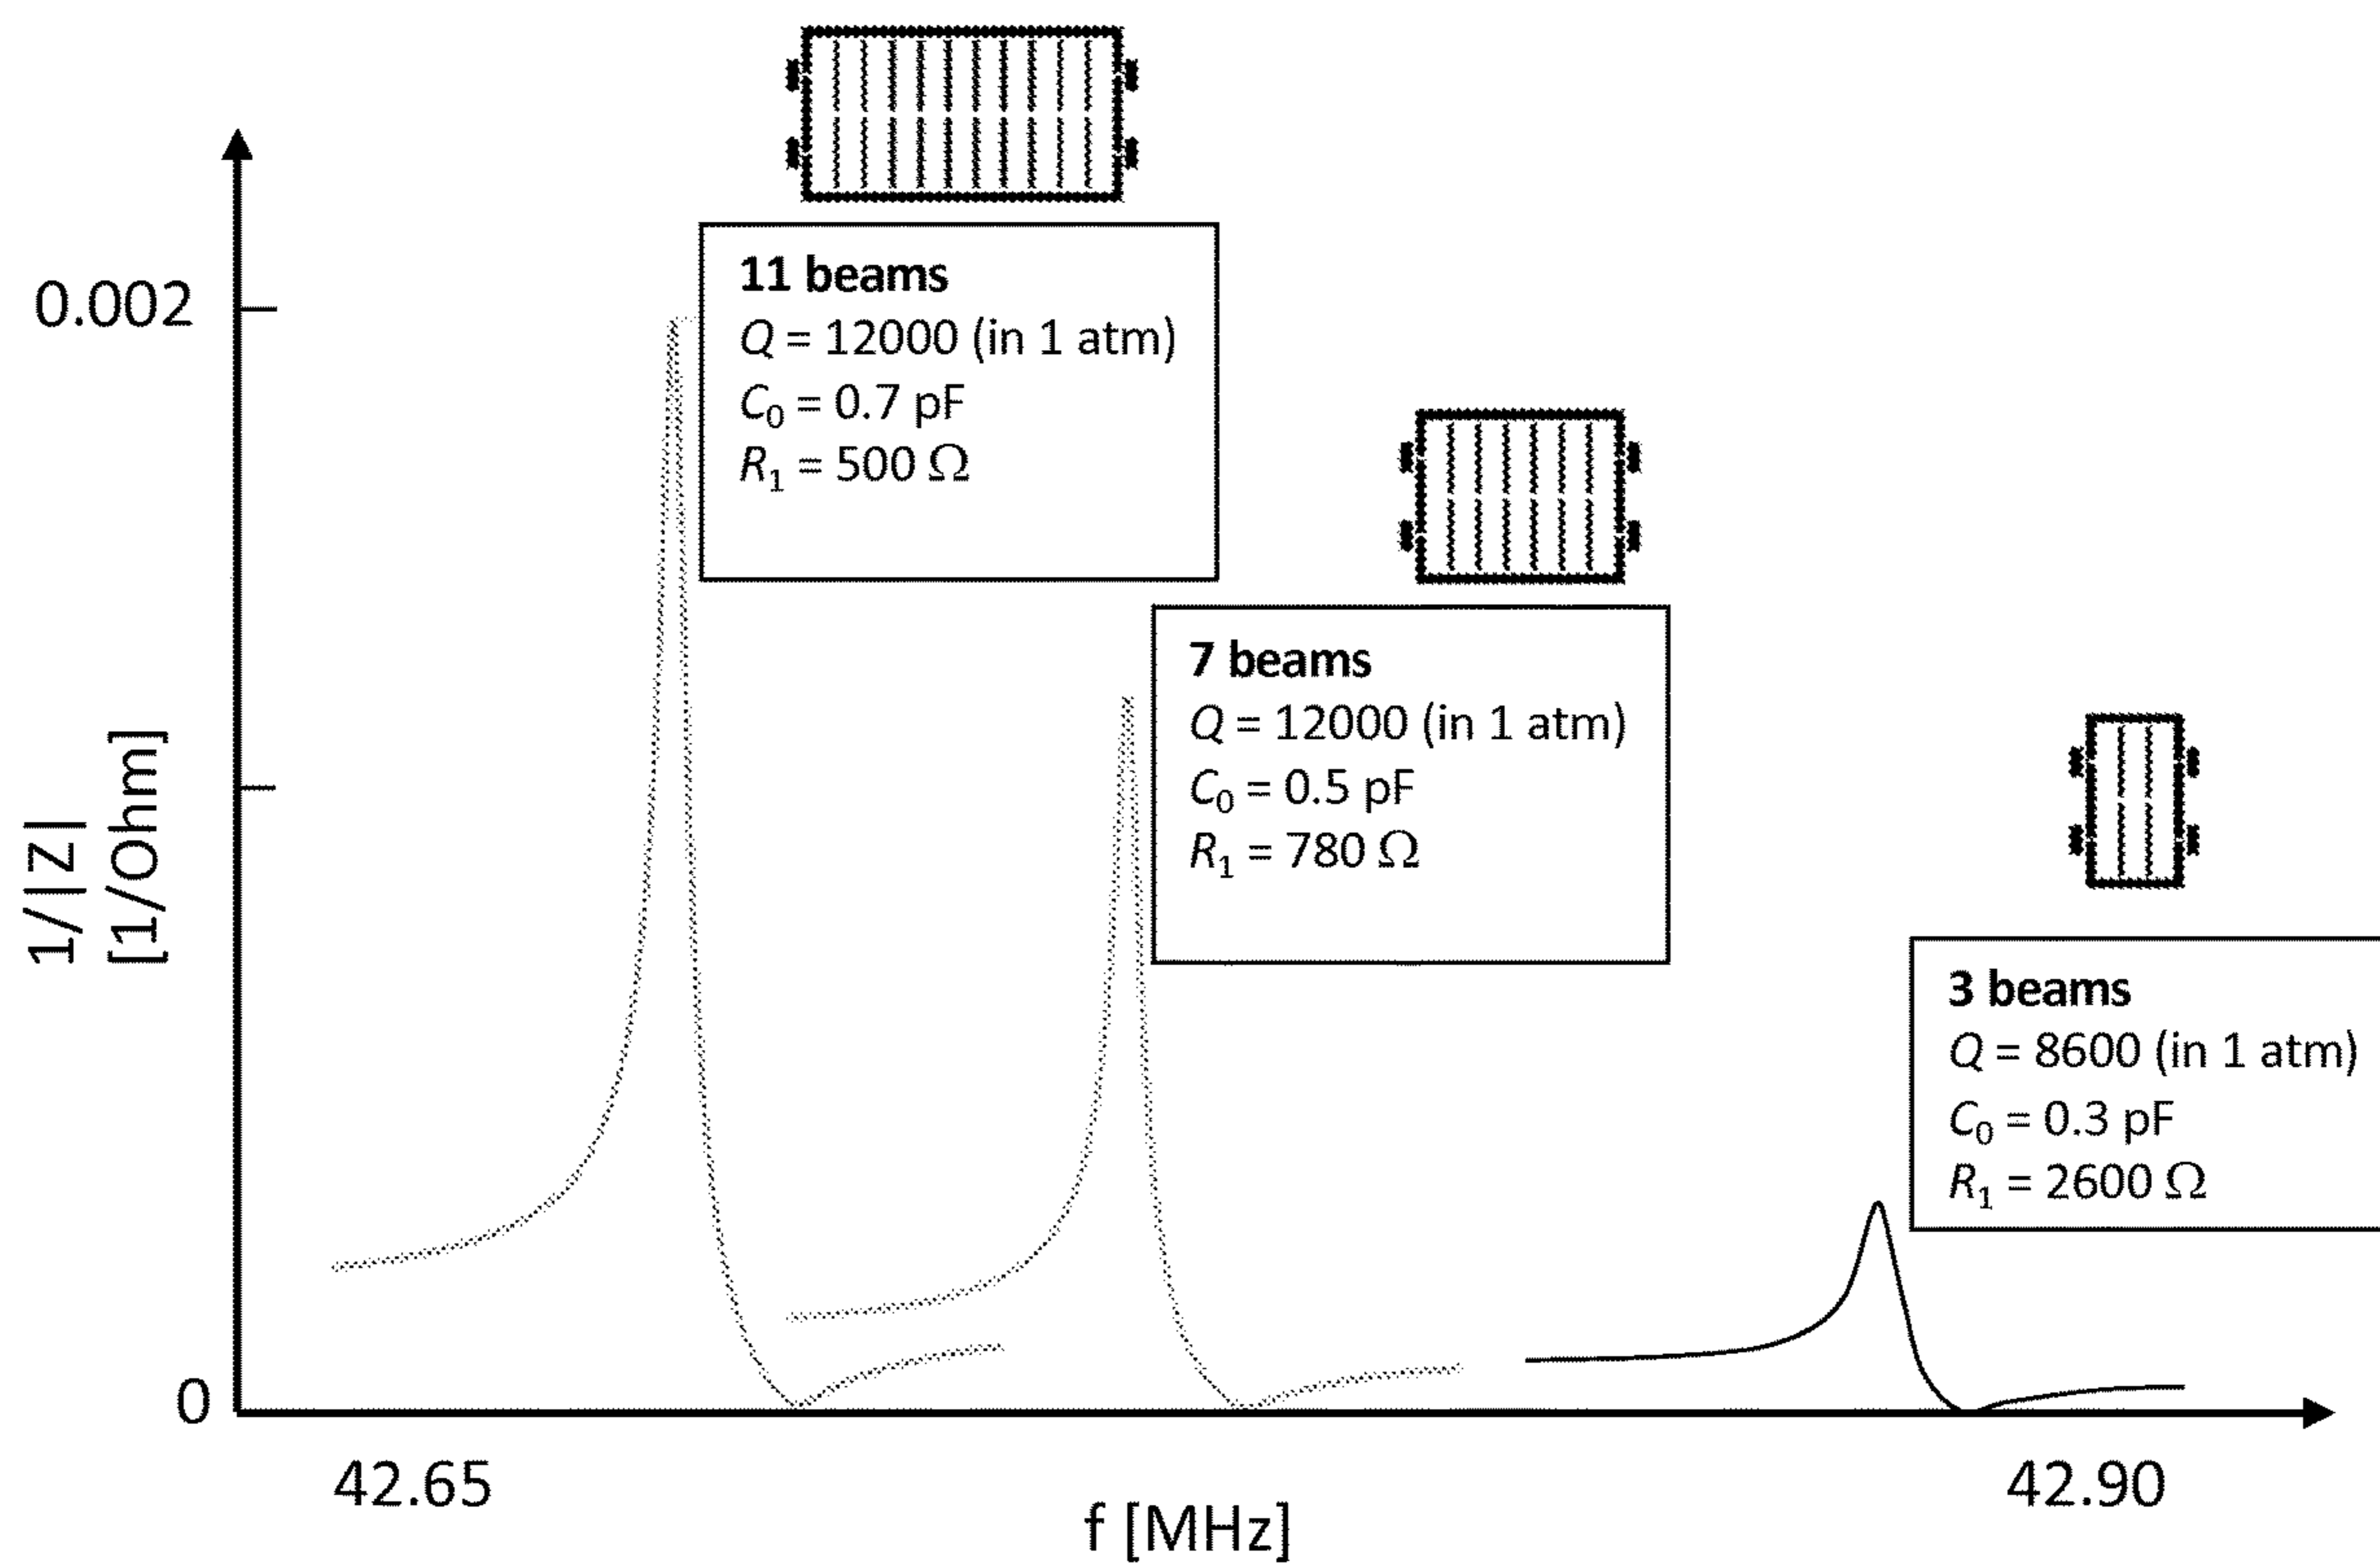 0.002
0
1/|Z|
[1/Ohm]
11 beams
Q = 12000 (in 1 atm)
C₀ = 0.7 pF
R₁ = 500 Ω
7 beams
Q = 12000 (in 1 atm)
C₀ = 0.5 pF
R₁ = 780 Ω
3 beams
Q = 8600 (in 1 atm)
C₀ = 0.3 pF
R₁ = 2600 Ω
42.65
42.90
f [MHz]